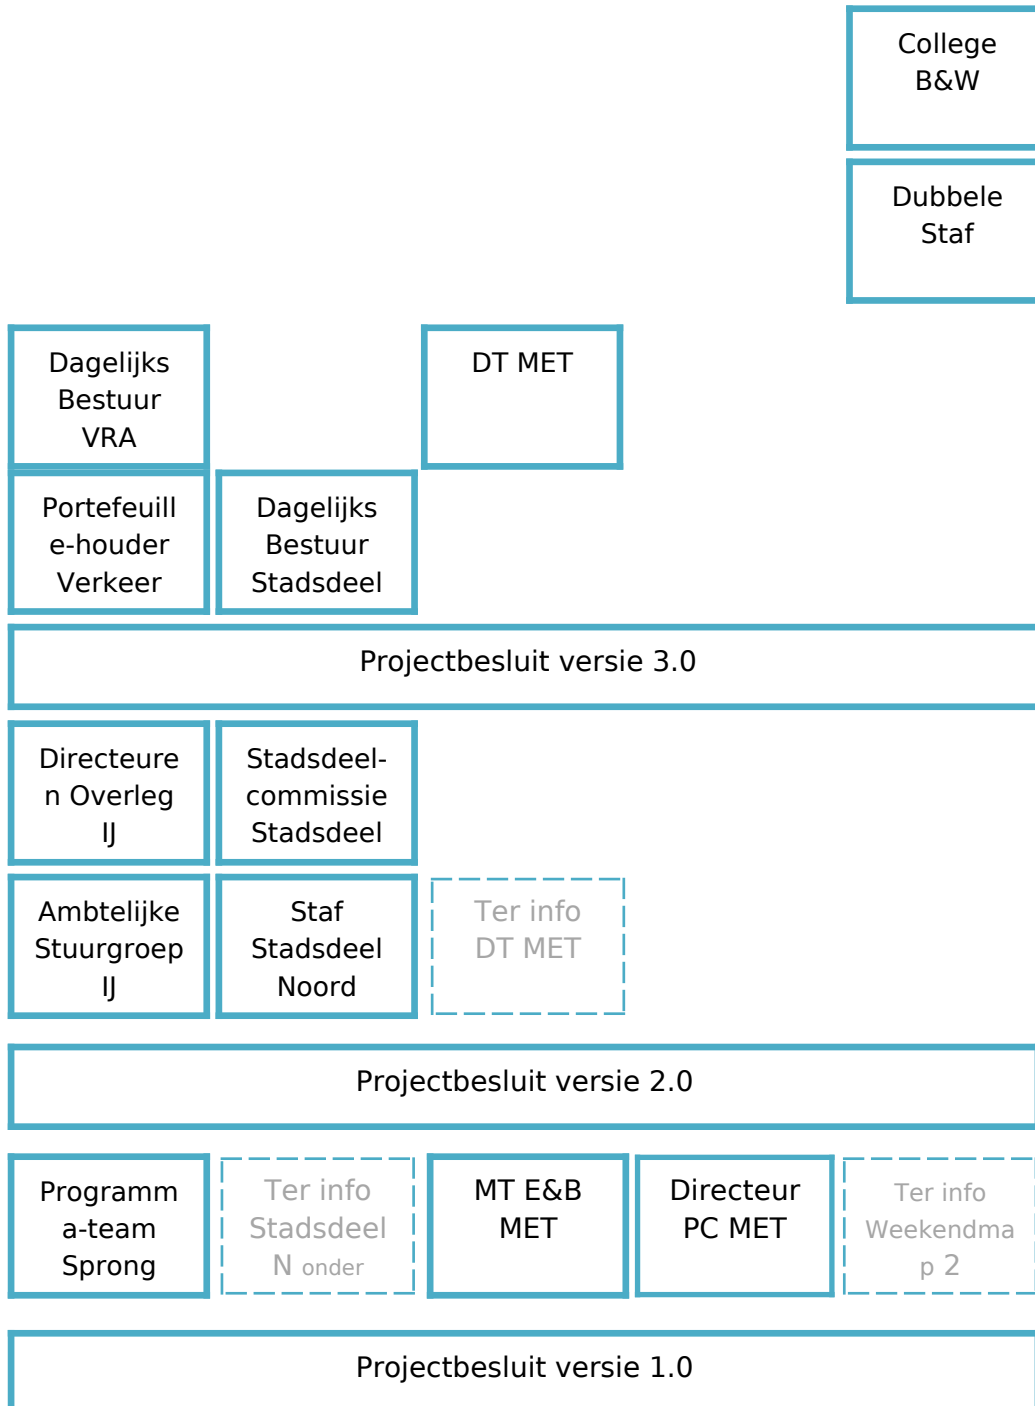 College
B&W
Dubbele
Staf
Dagelijks
Bestuur
VRA
DT MET
Portefeuill
e-houder
Verkeer
Dagelijks
Bestuur
Stadsdeel
Projectbesluit versie 3.0
Directeure
n Overleg
IJ
Stadsdeel-
commissie
Stadsdeel
Ambtelijke
Stuurgroep
IJ
Staf
Stadsdeel
Noord
Ter info
DT MET
Projectbesluit versie 2.0
Programm
a-team
Sprong
Ter info
Stadsdeel
N onder
MT E&B
MET
Directeur
PC MET
Ter info
Weekendma
p 2
Projectbesluit versie 1.0